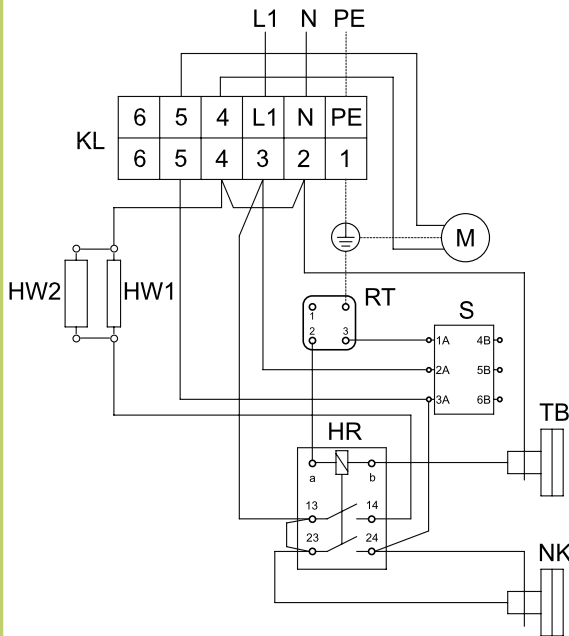 L1 N PE
6 5 4 L1 N PE
KL
6 5 4 3 2 1
M
HW2 HW1
RT
1
2 3
S
1A 4B
2A 5B
3A 6B
TB
HR
a b
13 14
23 24
NK